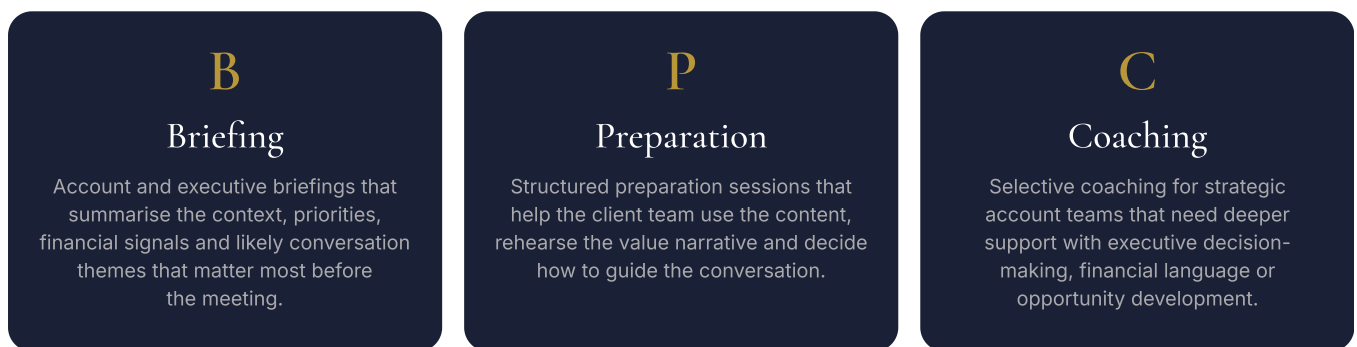 B
Briefing
Account and executive briefings that
summarise the context, priorities,
financial signals and likely conversation
themes that matter most before
the meeting.
P
Preparation
Structured preparation sessions that
help the client team use the content,
rehearse the value narrative and decide
how to guide the conversation.
C
Coaching
Selective coaching for strategic
account teams that need deeper
support with executive decision-
making, financial language or
opportunity development.